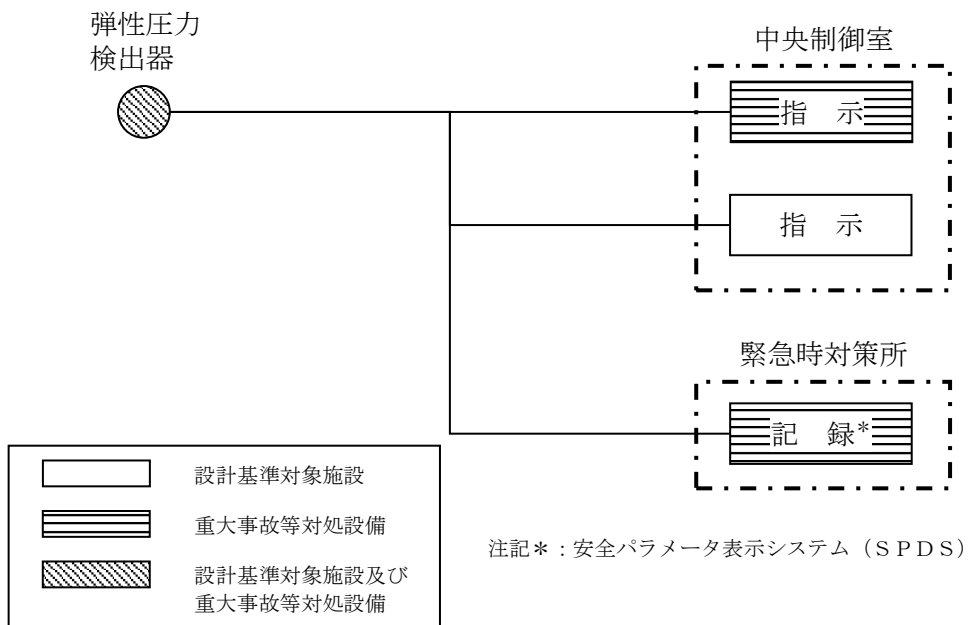 弾性圧力
検出器
中央制御室
指　示
指　示
緊急時対策所
記　録*
設計基準対象施設
重大事故等対処設備
設計基準対象施設及び
重大事故等対処設備
注記＊：安全パラメータ表示システム（ＳＰＤＳ）